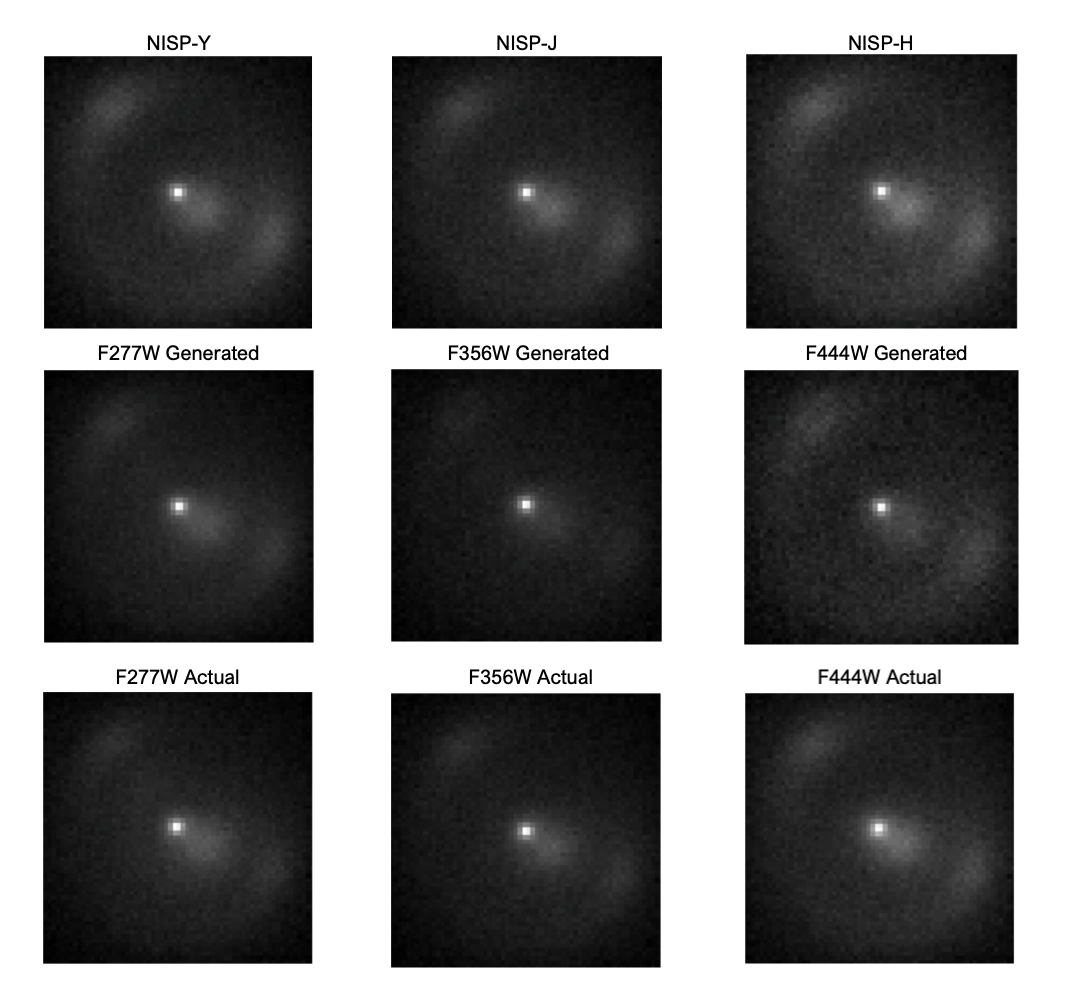 NISP-Y NISP-J NISP-H
F277W Generated F356W Generated F444W Generated
F277W Actual F356W Actual F444W Actual